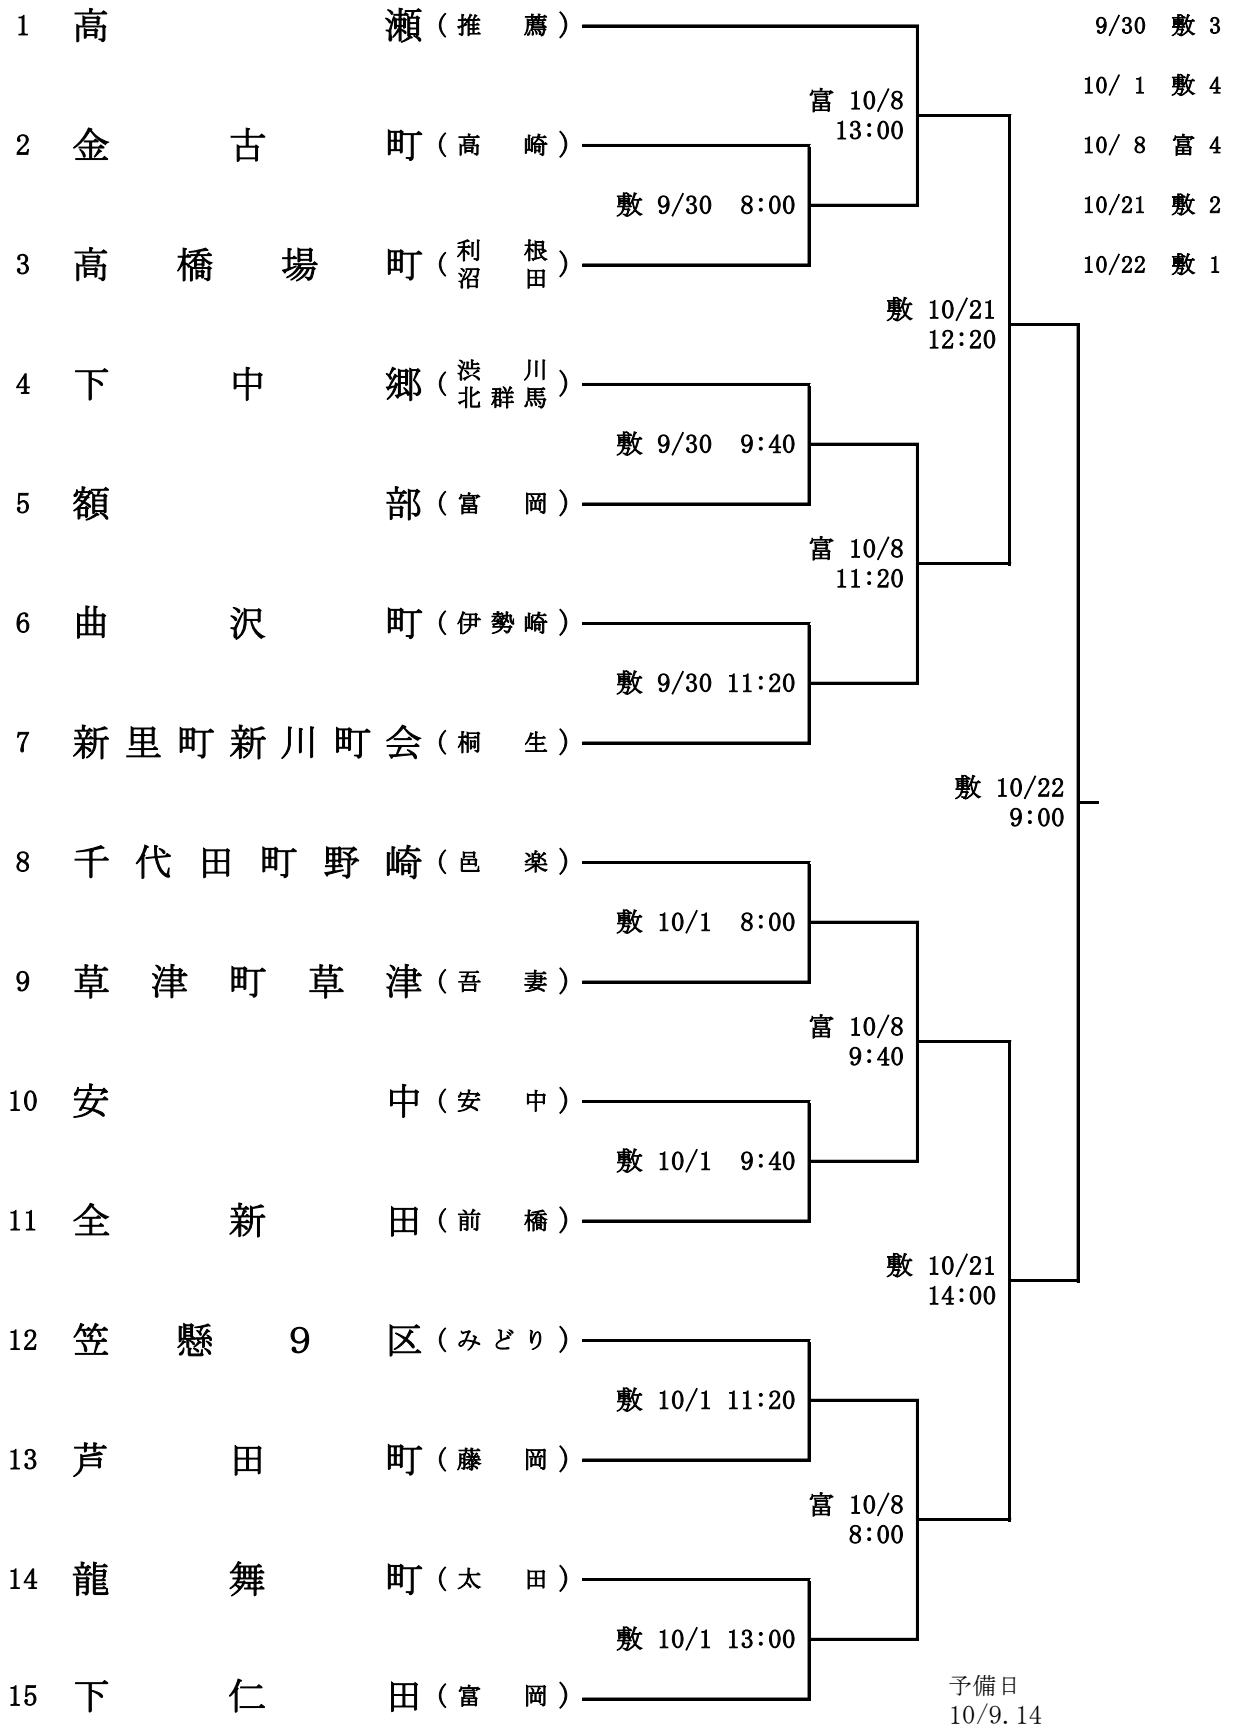 1 高瀬（推薦）
9/30 敷 3
10/ 1 敷 4
富 10/8
13:00
2 金古町（高崎）
10/ 8 富 4
敷 9/30 8:00
10/21 敷 2
3 高橋場町（利根沼田）
10/22 敷 1
敷 10/21
12:20
4 下中郷（渋川北群馬）
敷 9/30 9:40
5 額部（富岡）
富 10/8
11:20
6 曲沢町（伊勢崎）
敷 9/30 11:20
7 新里町新川町会（桐生）
敷 10/22
9:00
8 千代田町野崎（邑楽）
敷 10/1 8:00
9 草津町草津（吾妻）
富 10/8
9:40
10 安中（安中）
敷 10/1 9:40
11 全新田（前橋）
敷 10/21
14:00
12 笠懸９区（みどり）
敷 10/1 11:20
13 芦田町（藤岡）
富 10/8
8:00
14 龍舞町（太田）
敷 10/1 13:00
15 下仁田（富岡）
予備日
10/9.14